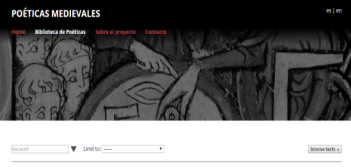 POÉTICAS MEDIEVALES
es | en
Home Biblioteca de Poéticas Sobre el proyecto Contacto
keyword ▼ Limit to: -----
browse texts »